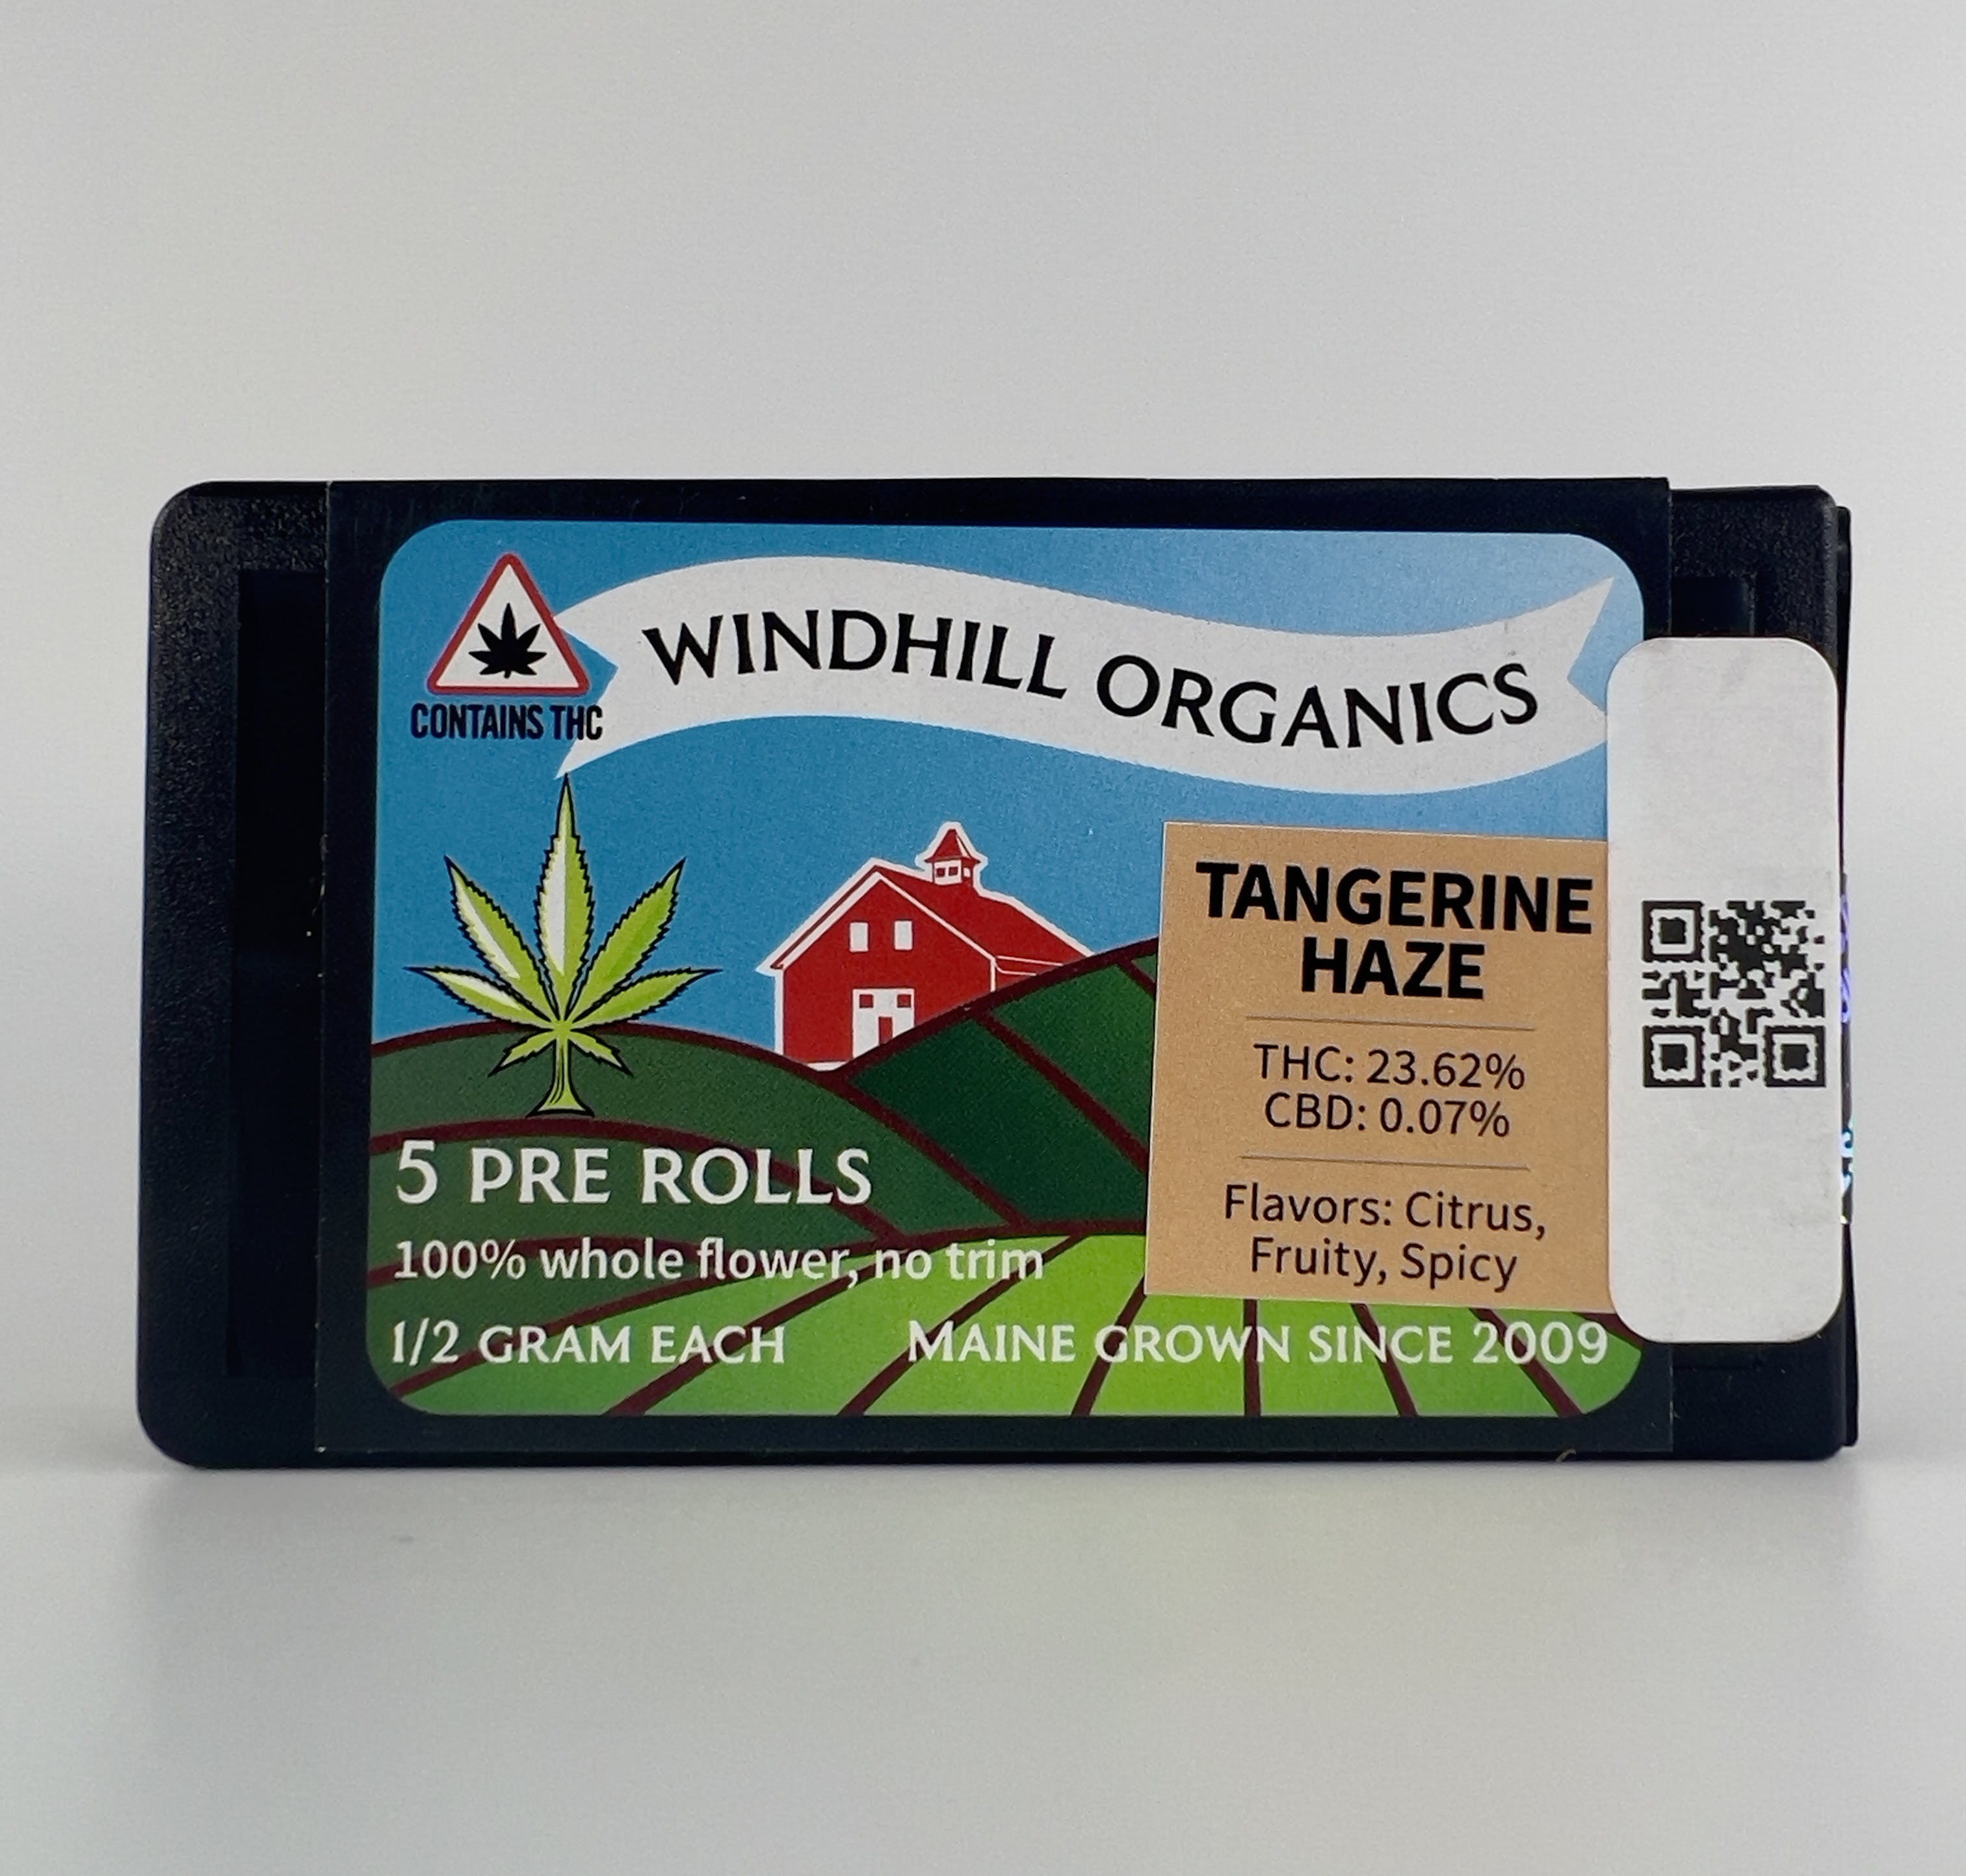 CONTAINS THC
WINDHILL ORGANICS
TANGERINE
HAZE
THC: 23.62%
CBD: 0.07%
Flavors: Citrus,
Fruity, Spicy
5 PRE ROLLS
100% whole flower, no trim
1/2 GRAM EACH
MAINE GROWN SINCE 2009